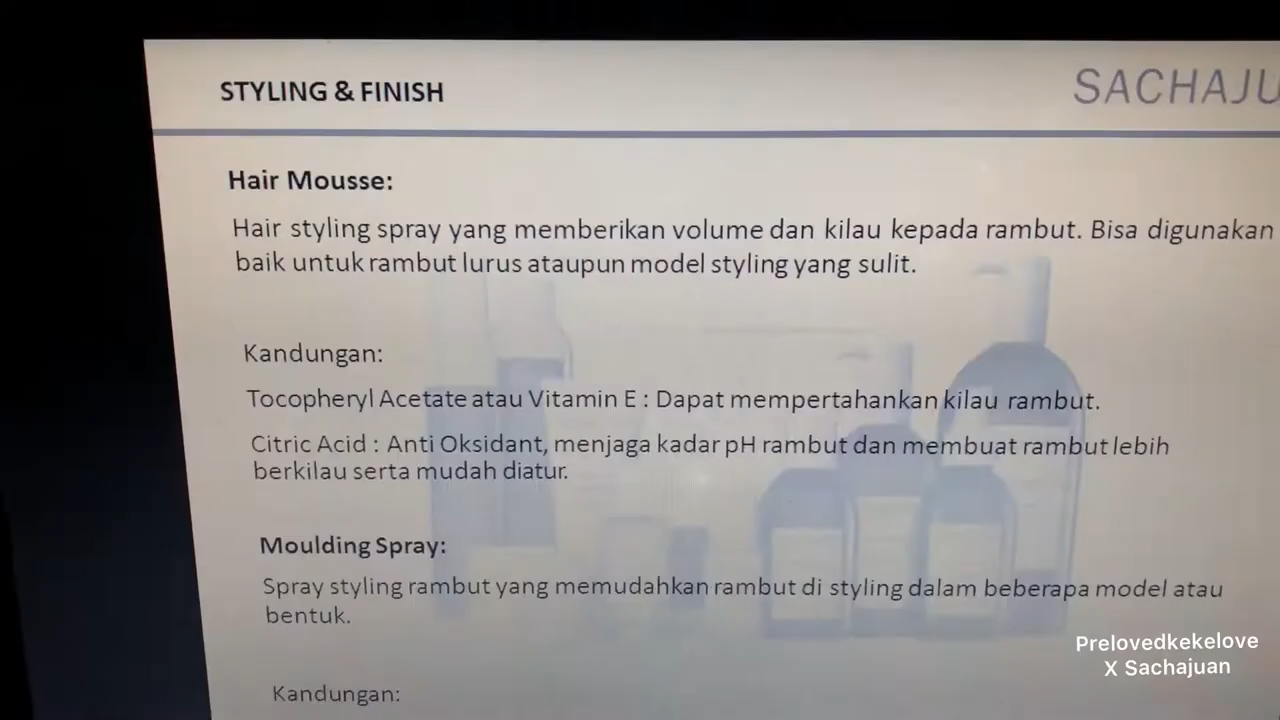 STYLING & FINISH
SACHAJU
Hair Mousse:
Hair styling spray yang memberikan volume dan kilau kepada rambut. Bisa digunakan
baik untuk rambut lurus ataupun model styling yang sulit.
Kandungan:
Tocopheryl Acetate atau Vitamin E : Dapat mempertahankan kilau rambut.
Citric Acid : Anti Oksidant, menjaga kadar pH rambut dan membuat rambut lebih
berkilau serta mudah diatur.
Moulding Spray:
Spray styling rambut yang memudahkan rambut di styling dalam beberapa model atau
bentuk.
Kandungan:
Prelovedkekelove
X Sachajuan